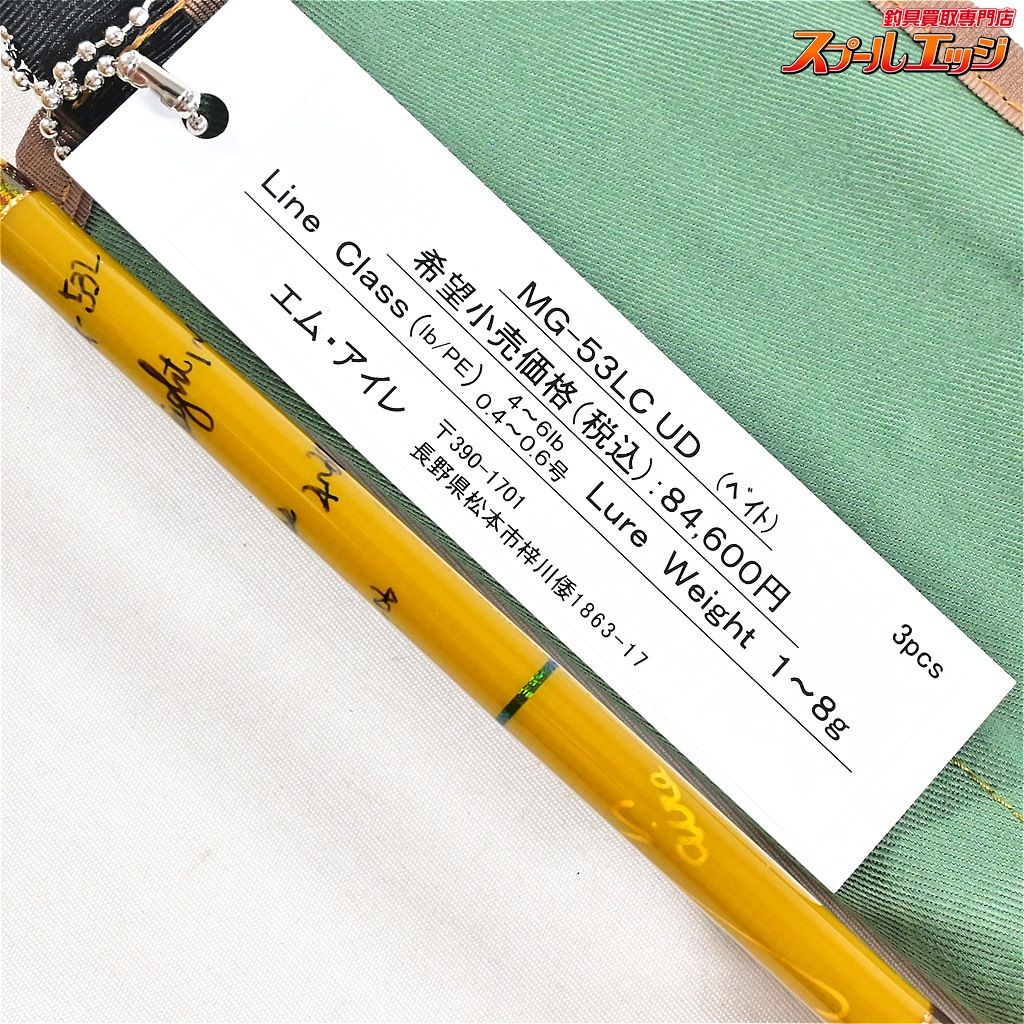 釣具買取専門店
スプールエッジ
MG-53LC UD (ベイト)
希望小売価格(税込):84,600円
Line Class(lb/PE) 4～6lb 0.4～0.6号 Lure Weight 1～8g
エム・アイレ
〒390-1701
長野県松本市梓川倭1863-17
3pcs
53L
aire